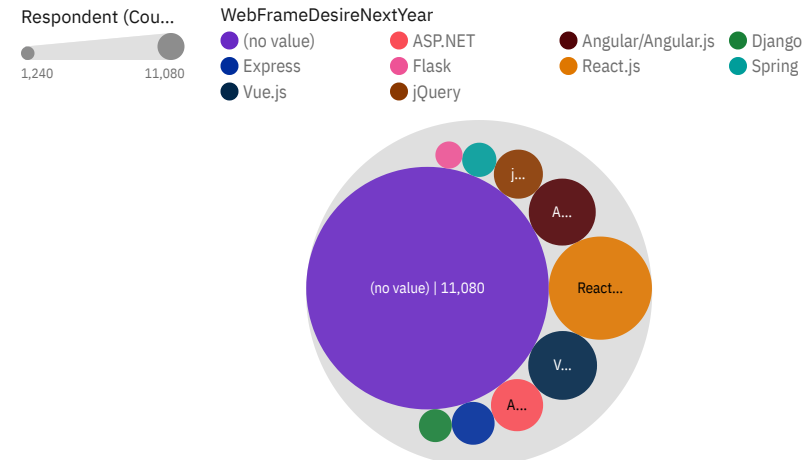 Respondent (Cou...
1,240 11,080
WebFrameDesireNextYear
(no value) ASP.NET Angular/Angular.js Django
Express Flask React.js Spring
Vue.js jQuery
j...
A...
(no value) | 11,080 React...
V...
A...